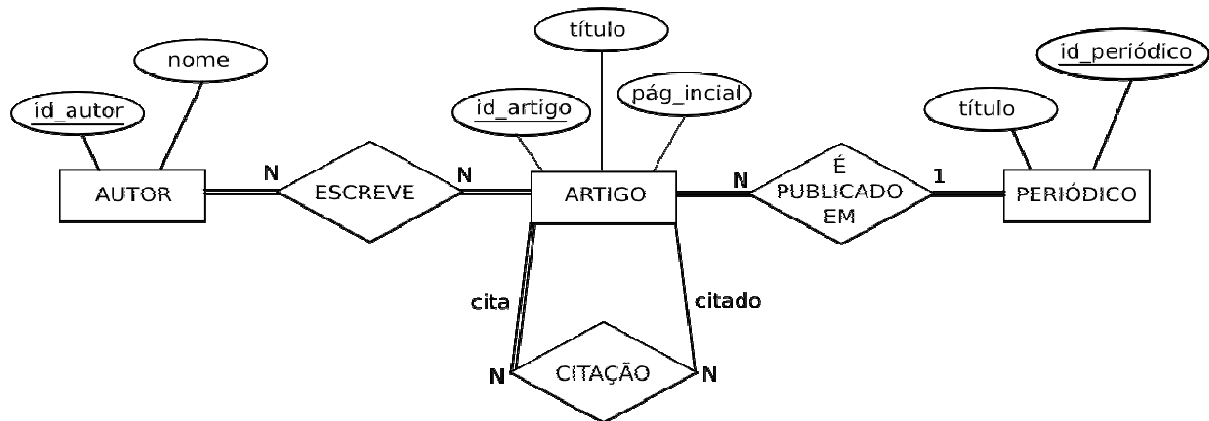 título
nome
id_periódico
id_autor
id_artigo
pág_incial
título
AUTOR
N
ESCREVE
N
ARTIGO
N
É
PUBLICADO
EM
1
PERIÓDICO
cita
citado
N
CITAÇÃO
N